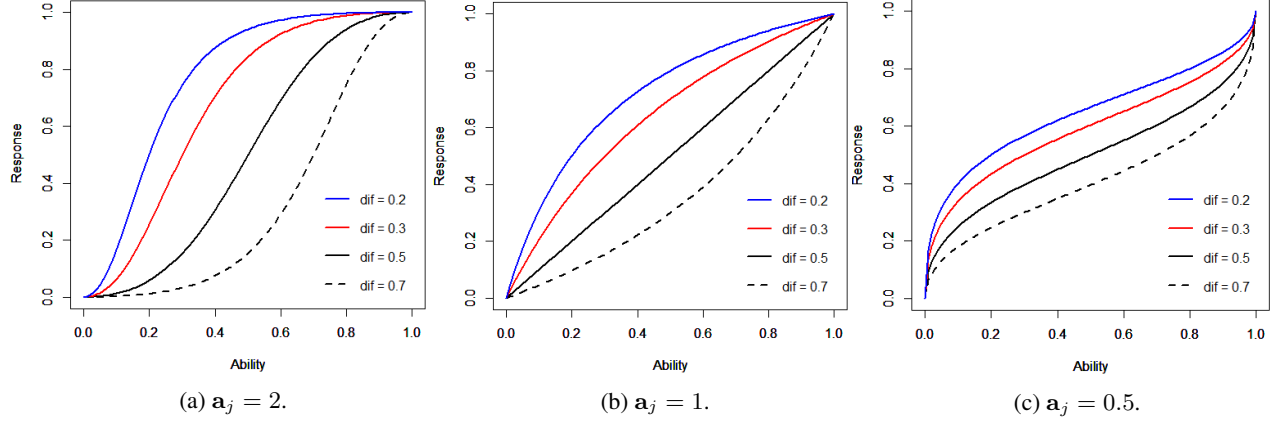 Response
1.0
0.8
0.6
0.4
0.2
0.0
dif = 0.2
dif = 0.3
dif = 0.5
dif = 0.7
0.0 0.2 0.4 0.6 0.8 1.0
Ability
(a) a_j = 2.
Response
1.0
0.8
0.6
0.4
0.2
0.0
dif = 0.2
dif = 0.3
dif = 0.5
dif = 0.7
0.0 0.2 0.4 0.6 0.8 1.0
Ability
(b) a_j = 1.
Response
1.0
0.8
0.6
0.4
0.2
0.0
dif = 0.2
dif = 0.3
dif = 0.5
dif = 0.7
0.0 0.2 0.4 0.6 0.8 1.0
Ability
(c) a_j = 0.5.